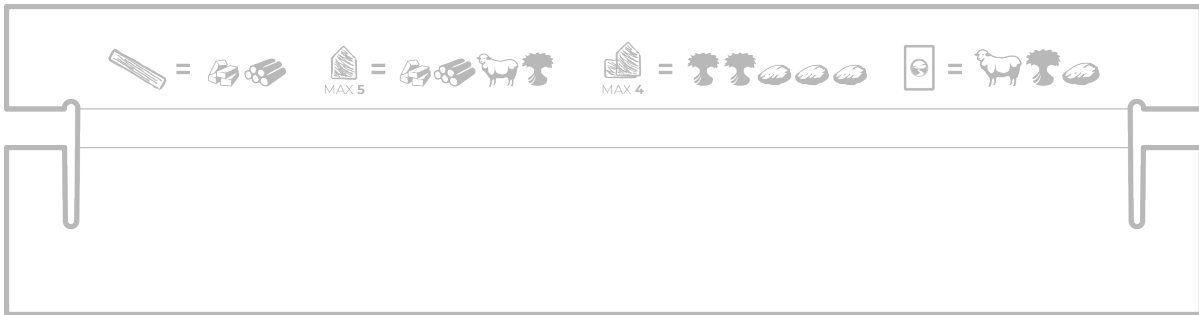 = = = =
MAX 5 MAX 4